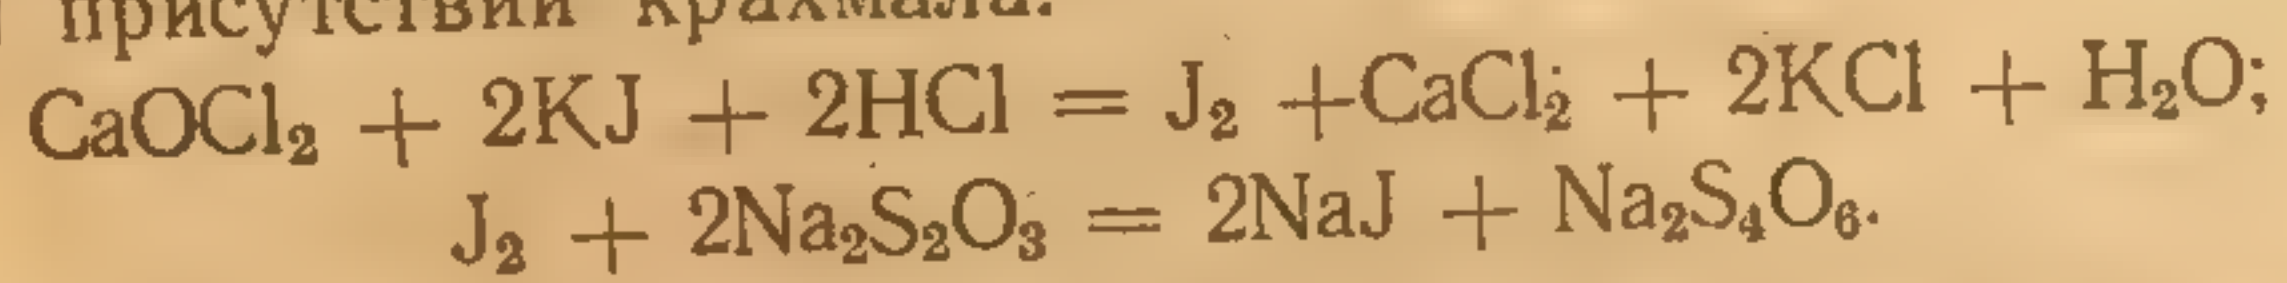 присутствии крахмала:
CaOCl₂ + 2KJ + 2HCl = J₂ +CaCl₂ + 2KCl + H₂O;
J₂ + 2Na₂S₂O₃ = 2NaJ + Na₂S₄O₆.